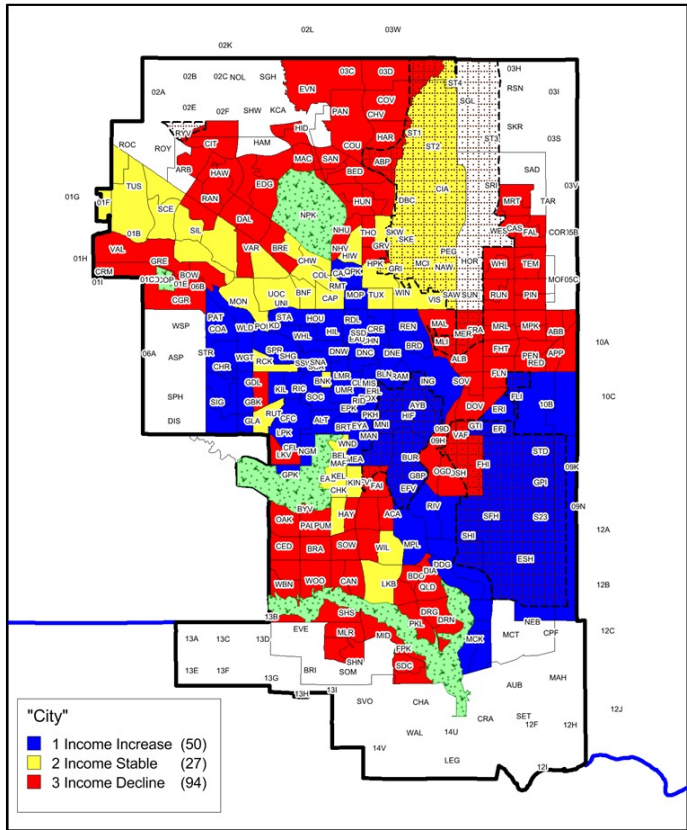 02L 03W
02K
03H
02B 02C NOL SGH 03C 03D
ST4
RSN 03I
02A
EVN
SGL
02E 02F SHW KCA PAN COV
CHV
RYV HID ST1 ST3 SKR
ROC ROY CIT HAM COU HAR ST2 03S
ARB MAC SAN ABP
HAW BED SAD
EDG CIA SRI 03V
01G 01F TUS RAN HUN DBC MRT TAR
SCE NPK
DAL NHU SKW WES CAS
01B SIL THO SKE FAL COR
VAR BRE NHV GRV PEG
01H VAL GRE CHW HIW HPK GRI MCI NAW HOR WHI TEM
CRM 01I BOW COL QPK MOF 05C
01E 06B RMT WIN SAW SUN RUN PIN
CGR MON UOC UNI BNF CAP MOP TUX VIS
WSP PAT STA HOU RDL MAL
COA WLD KD WHL HIL SSD CRE REN MER MRL MPK ABB
06A STR SPR SHG DNW DNC DNE BRD MLI ALB FHT PEN RED APP 10A
ASP WGT RCK SNA
CHR BNK LMR BLN ING FLN
SPH GDL KIL RIC UMR ERL SOV FLI 10C
SIG GBK SOC RID AYB 10B
DIS RUT EPK PKH HIF DOV ERI
GLA CFC ALT BRT EYA MNI GTI EFI
LPK WND MAN 09D
CFL NGM BEL MEA 09H VAF STD
LKV BUR FHI 09K
GPK KEL GBP OGD GPI
CHK FAI EFV
BYV HAY RIV 09N
OAK PAL PUM ACA SFH S23
CED BRA SOW WIL MPL SHI 12A
DDG ESH
DIA
WBN WOO CAN LKB BDO QLD 12B
13B SHS DRG
PKL DRN NEB
13A 13C 13D EVE MLR MID MCK MCT CPF 12C
FPK
13E 13F BRI SHN SDC
SOM MAH
13G 13H 13I AUB
SVO CHA
CRA SET 12F 12H 12J
WAL 14U
14V
LEG 12I
"City"
1 Income Increase (50)
2 Income Stable (27)
3 Income Decline (94)